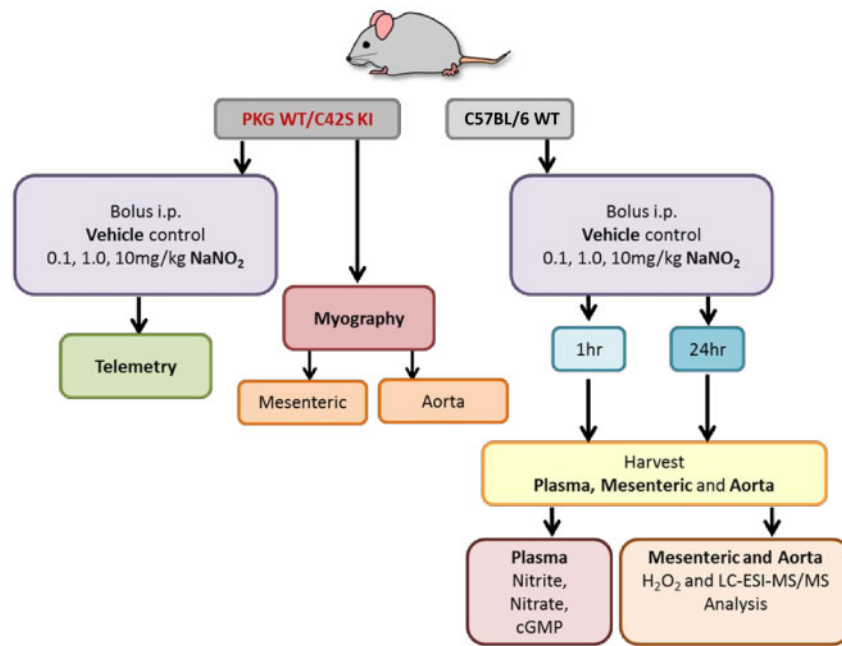 PKG WT/C42S KI
C57BL/6 WT
Bolus i.p.
Vehicle control
0.1, 1.0, 10mg/kg NaNO₂
Bolus i.p.
Vehicle control
0.1, 1.0, 10mg/kg NaNO₂
Telemetry
Myography
Mesenteric
Aorta
1hr
24hr
Harvest
Plasma, Mesenteric and Aorta
Plasma
Nitrite,
Nitrate,
cGMP
Mesenteric and Aorta
H₂O₂ and LC-ESI-MS/MS
Analysis